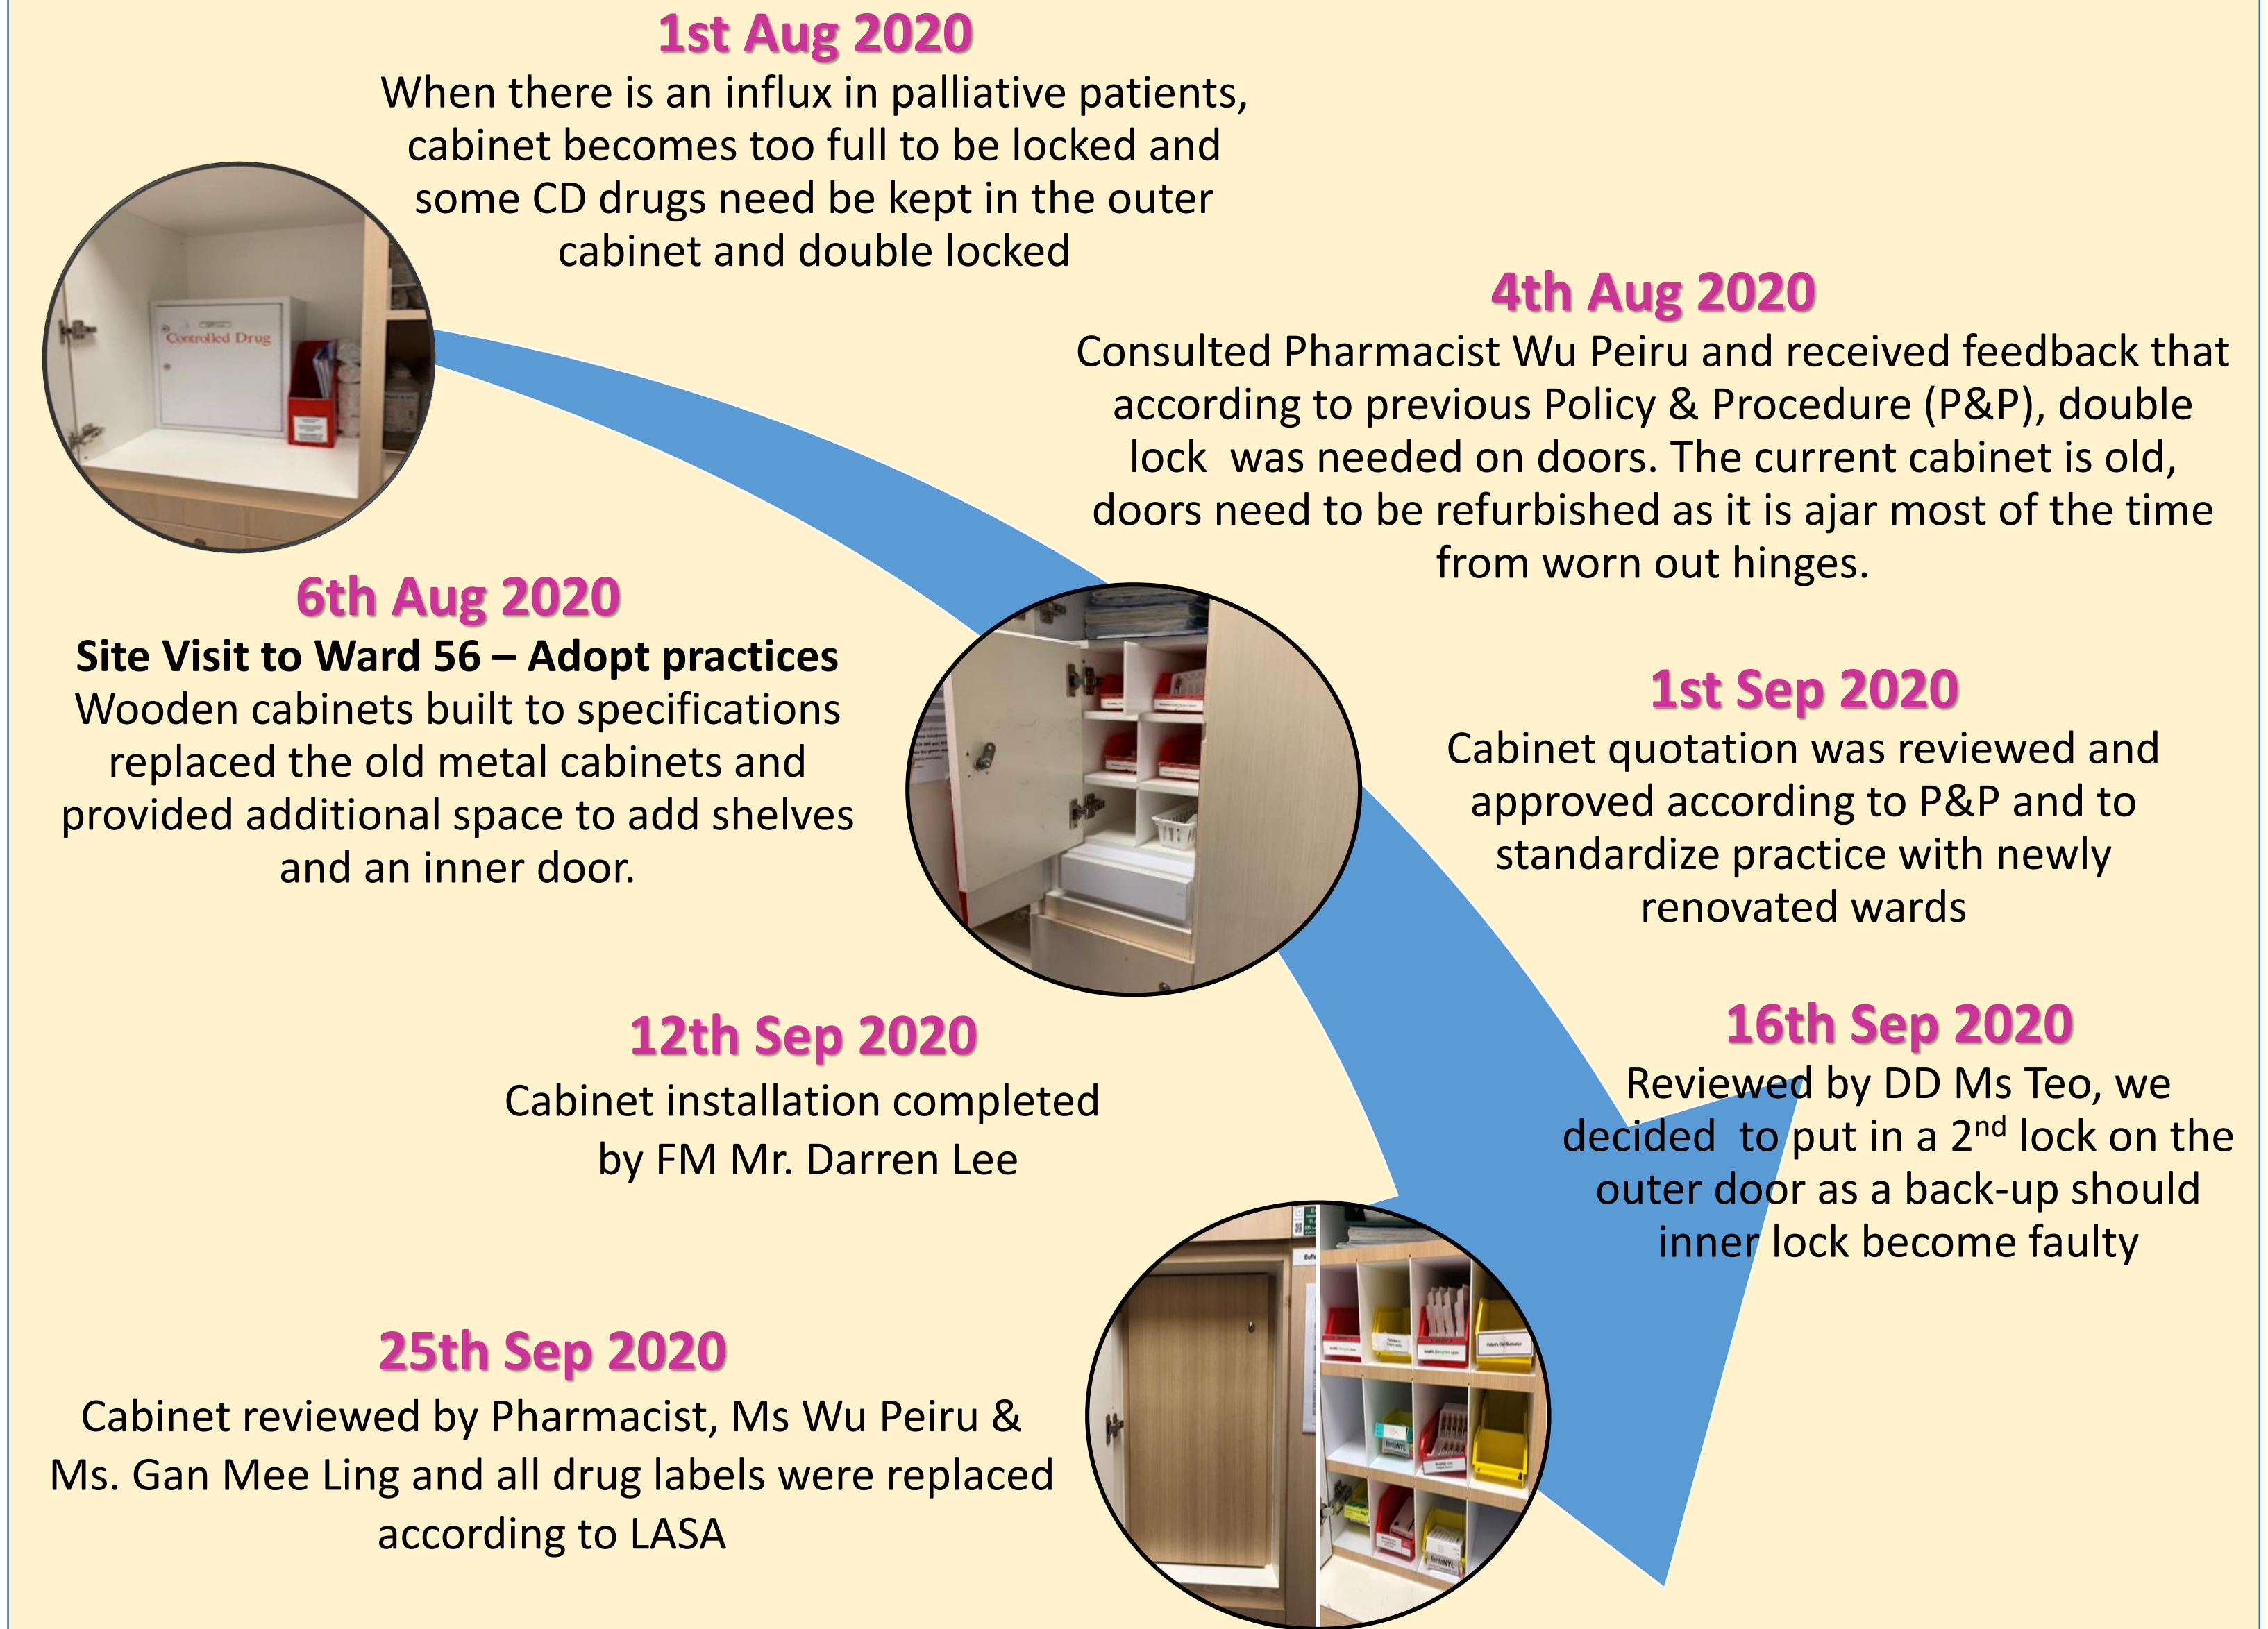 1st Aug 2020
When there is an influx in palliative patients,
cabinet becomes too full to be locked and
some CD drugs need be kept in the outer
cabinet and double locked
Controlled Drug
4th Aug 2020
Consulted Pharmacist Wu Peiru and received feedback that
according to previous Policy & Procedure (P&P), double
lock was needed on doors. The current cabinet is old,
doors need to be refurbished as it is ajar most of the time
from worn out hinges.
6th Aug 2020
Site Visit to Ward 56 – Adopt practices
Wooden cabinets built to specifications
replaced the old metal cabinets and
provided additional space to add shelves
and an inner door.
1st Sep 2020
Cabinet quotation was reviewed and
approved according to P&P and to
standardize practice with newly
renovated wards
12th Sep 2020
Cabinet installation completed
by FM Mr. Darren Lee
16th Sep 2020
Reviewed by DD Ms Teo, we
decided to put in a 2nd lock on the
outer door as a back-up should
inner lock become faulty
25th Sep 2020
Cabinet reviewed by Pharmacist, Ms Wu Peiru &
Ms. Gan Mee Ling and all drug labels were replaced
according to LASA
fentaNYL
fentaNYL